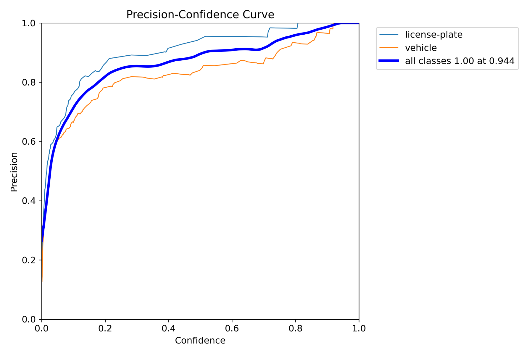 Precision-Confidence Curve
1.0
0.8
0.6
0.4
0.2
0.0
Precision
0.0 0.2 0.4 0.6 0.8 1.0
Confidence
license-plate
vehicle
all classes 1.00 at 0.944